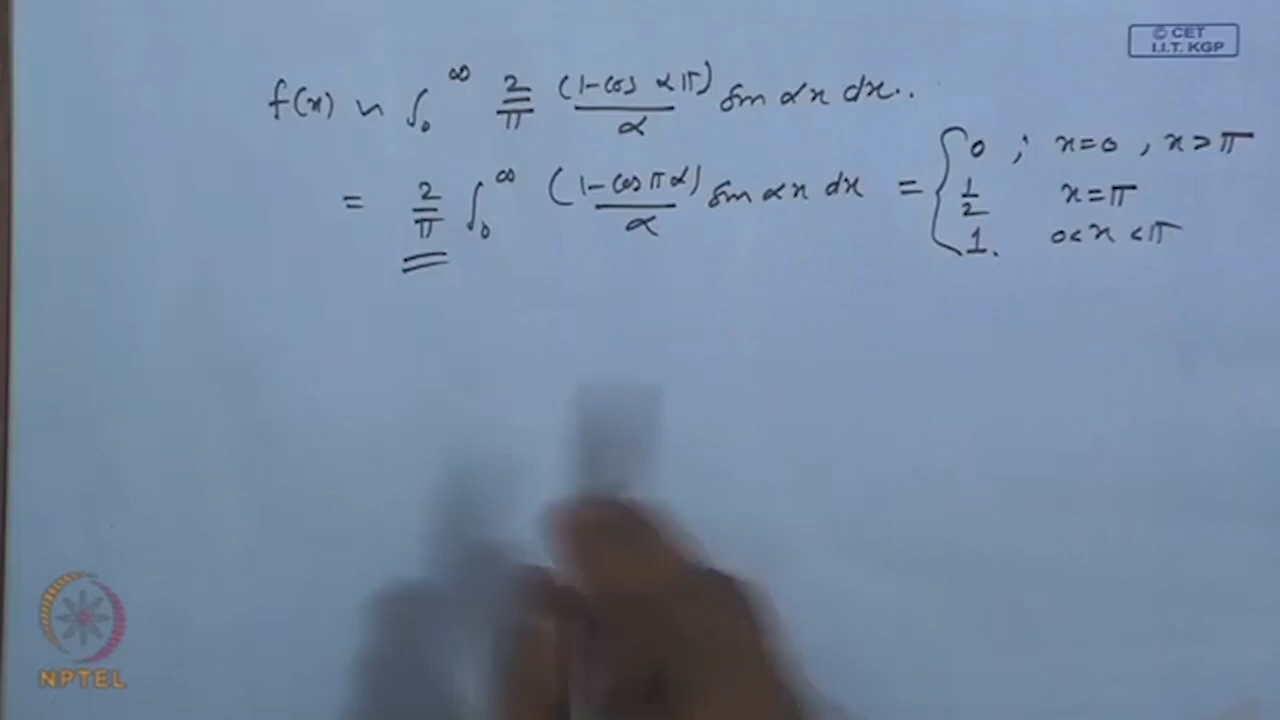 © CET
I.I.T. KGP
f(x) ~ ∫₀^∞ 2/π (1-cos απ)/α sin αx dx..
= 2/π ∫₀^∞ (1-cos πα)/α sin αx dx = { 0 ; x=0 , x>π
1/2 x=π
1. 0<x<π
NPTEL